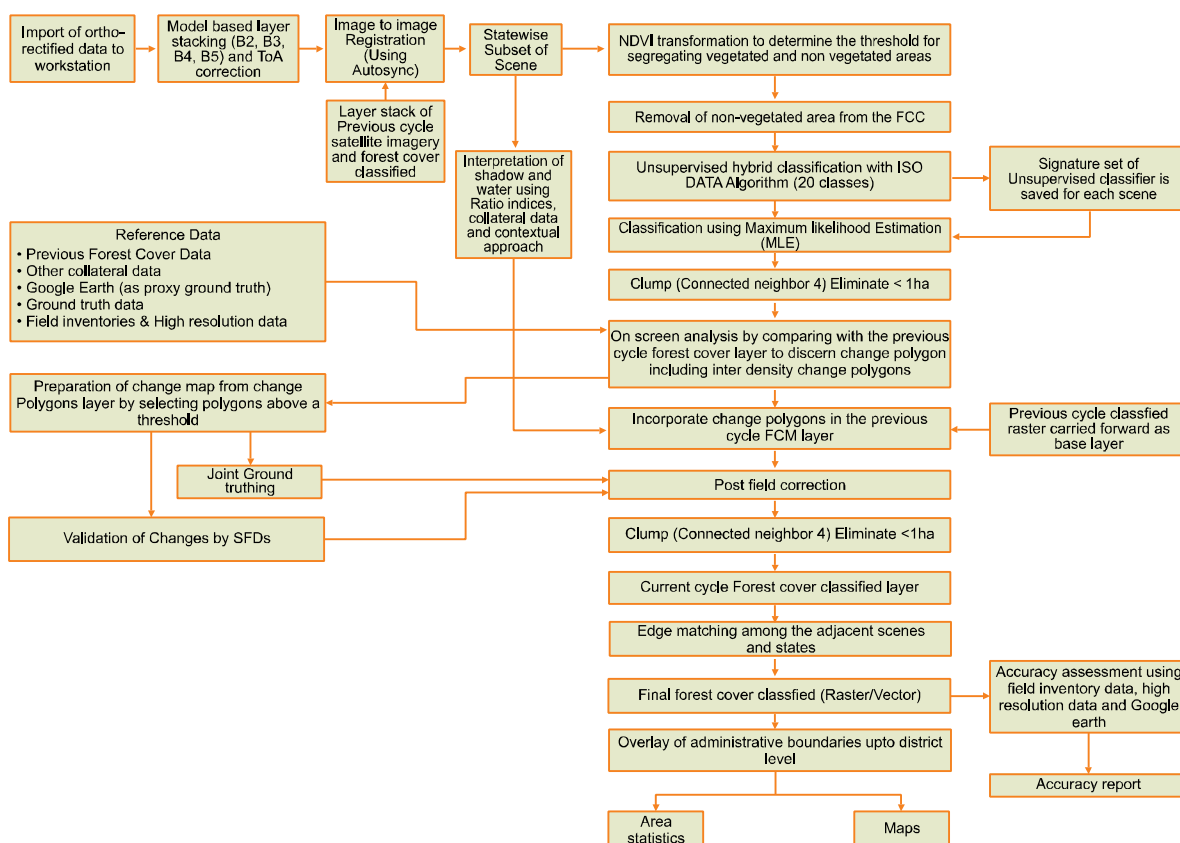 Import of ortho-
rectified data to
workstation
Model based layer
stacking (B2, B3,
B4, B5) and ToA
correction
Image to image
Registration
(Using
Autosync)
Statewise
Subset of
Scene
NDVI transformation to determine the threshold for
segregating vegetated and non vegetated areas
Layer stack of
Previous cycle
satellite imagery
and forest cover
classified
Interpretation of
shadow and
water using
Ratio indices,
collateral data
and contextual
approach
Removal of non-vegetated area from the FCC
Unsupervised hybrid classification with ISO
DATA Algorithm (20 classes)
Signature set of
Unsupervised classifier is
saved for each scene
Classification using Maximum likelihood Estimation
(MLE)
Reference Data
• Previous Forest Cover Data
• Other collateral data
• Google Earth (as proxy ground truth)
• Ground truth data
• Field inventories & High resolution data
Clump (Connected neighbor 4) Eliminate < 1ha
On screen analysis by comparing with the previous
cycle forest cover layer to discern change polygon
including inter density change polygons
Preparation of change map from change
Polygons layer by selecting polygons above a
threshold
Incorporate change polygons in the previous
cycle FCM layer
Previous cycle classfied
raster carried forward as
base layer
Joint Ground
truthing
Post field correction
Validation of Changes by SFDs
Clump (Connected neighbor 4) Eliminate <1ha
Current cycle Forest cover classified layer
Edge matching among the adjacent scenes
and states
Final forest cover classfied (Raster/Vector)
Accuracy assessment using
field inventory data, high
resolution data and Google
earth
Overlay of administrative boundaries upto district
level
Accuracy report
Area
statistics
Maps